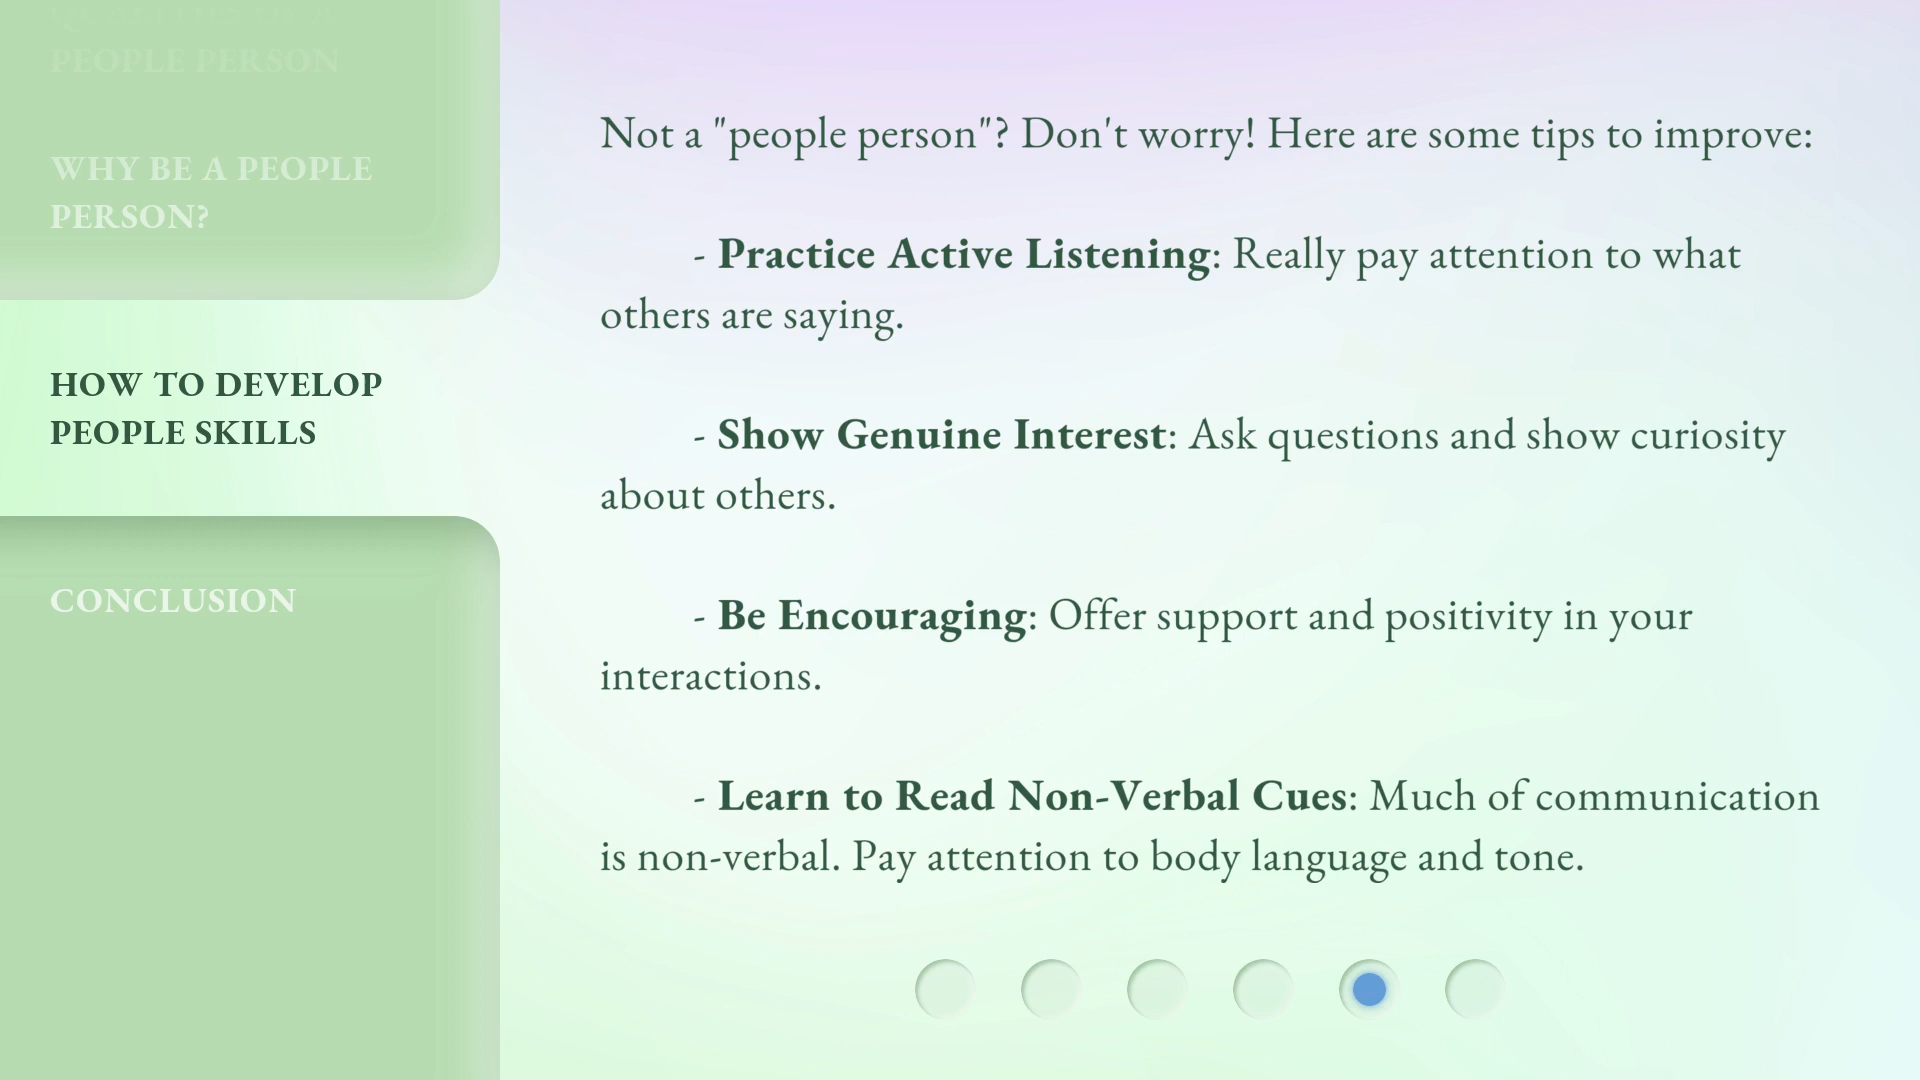 PEOPLE PERSON
WHY BE A PEOPLE
PERSON?
HOW TO DEVELOP
PEOPLE SKILLS
CONCLUSION
Not a "people person"? Don't worry! Here are some tips to improve:
- Practice Active Listening: Really pay attention to what
others are saying.
- Show Genuine Interest: Ask questions and show curiosity
about others.
- Be Encouraging: Offer support and positivity in your
interactions.
- Learn to Read Non-Verbal Cues: Much of communication
is non-verbal. Pay attention to body language and tone.